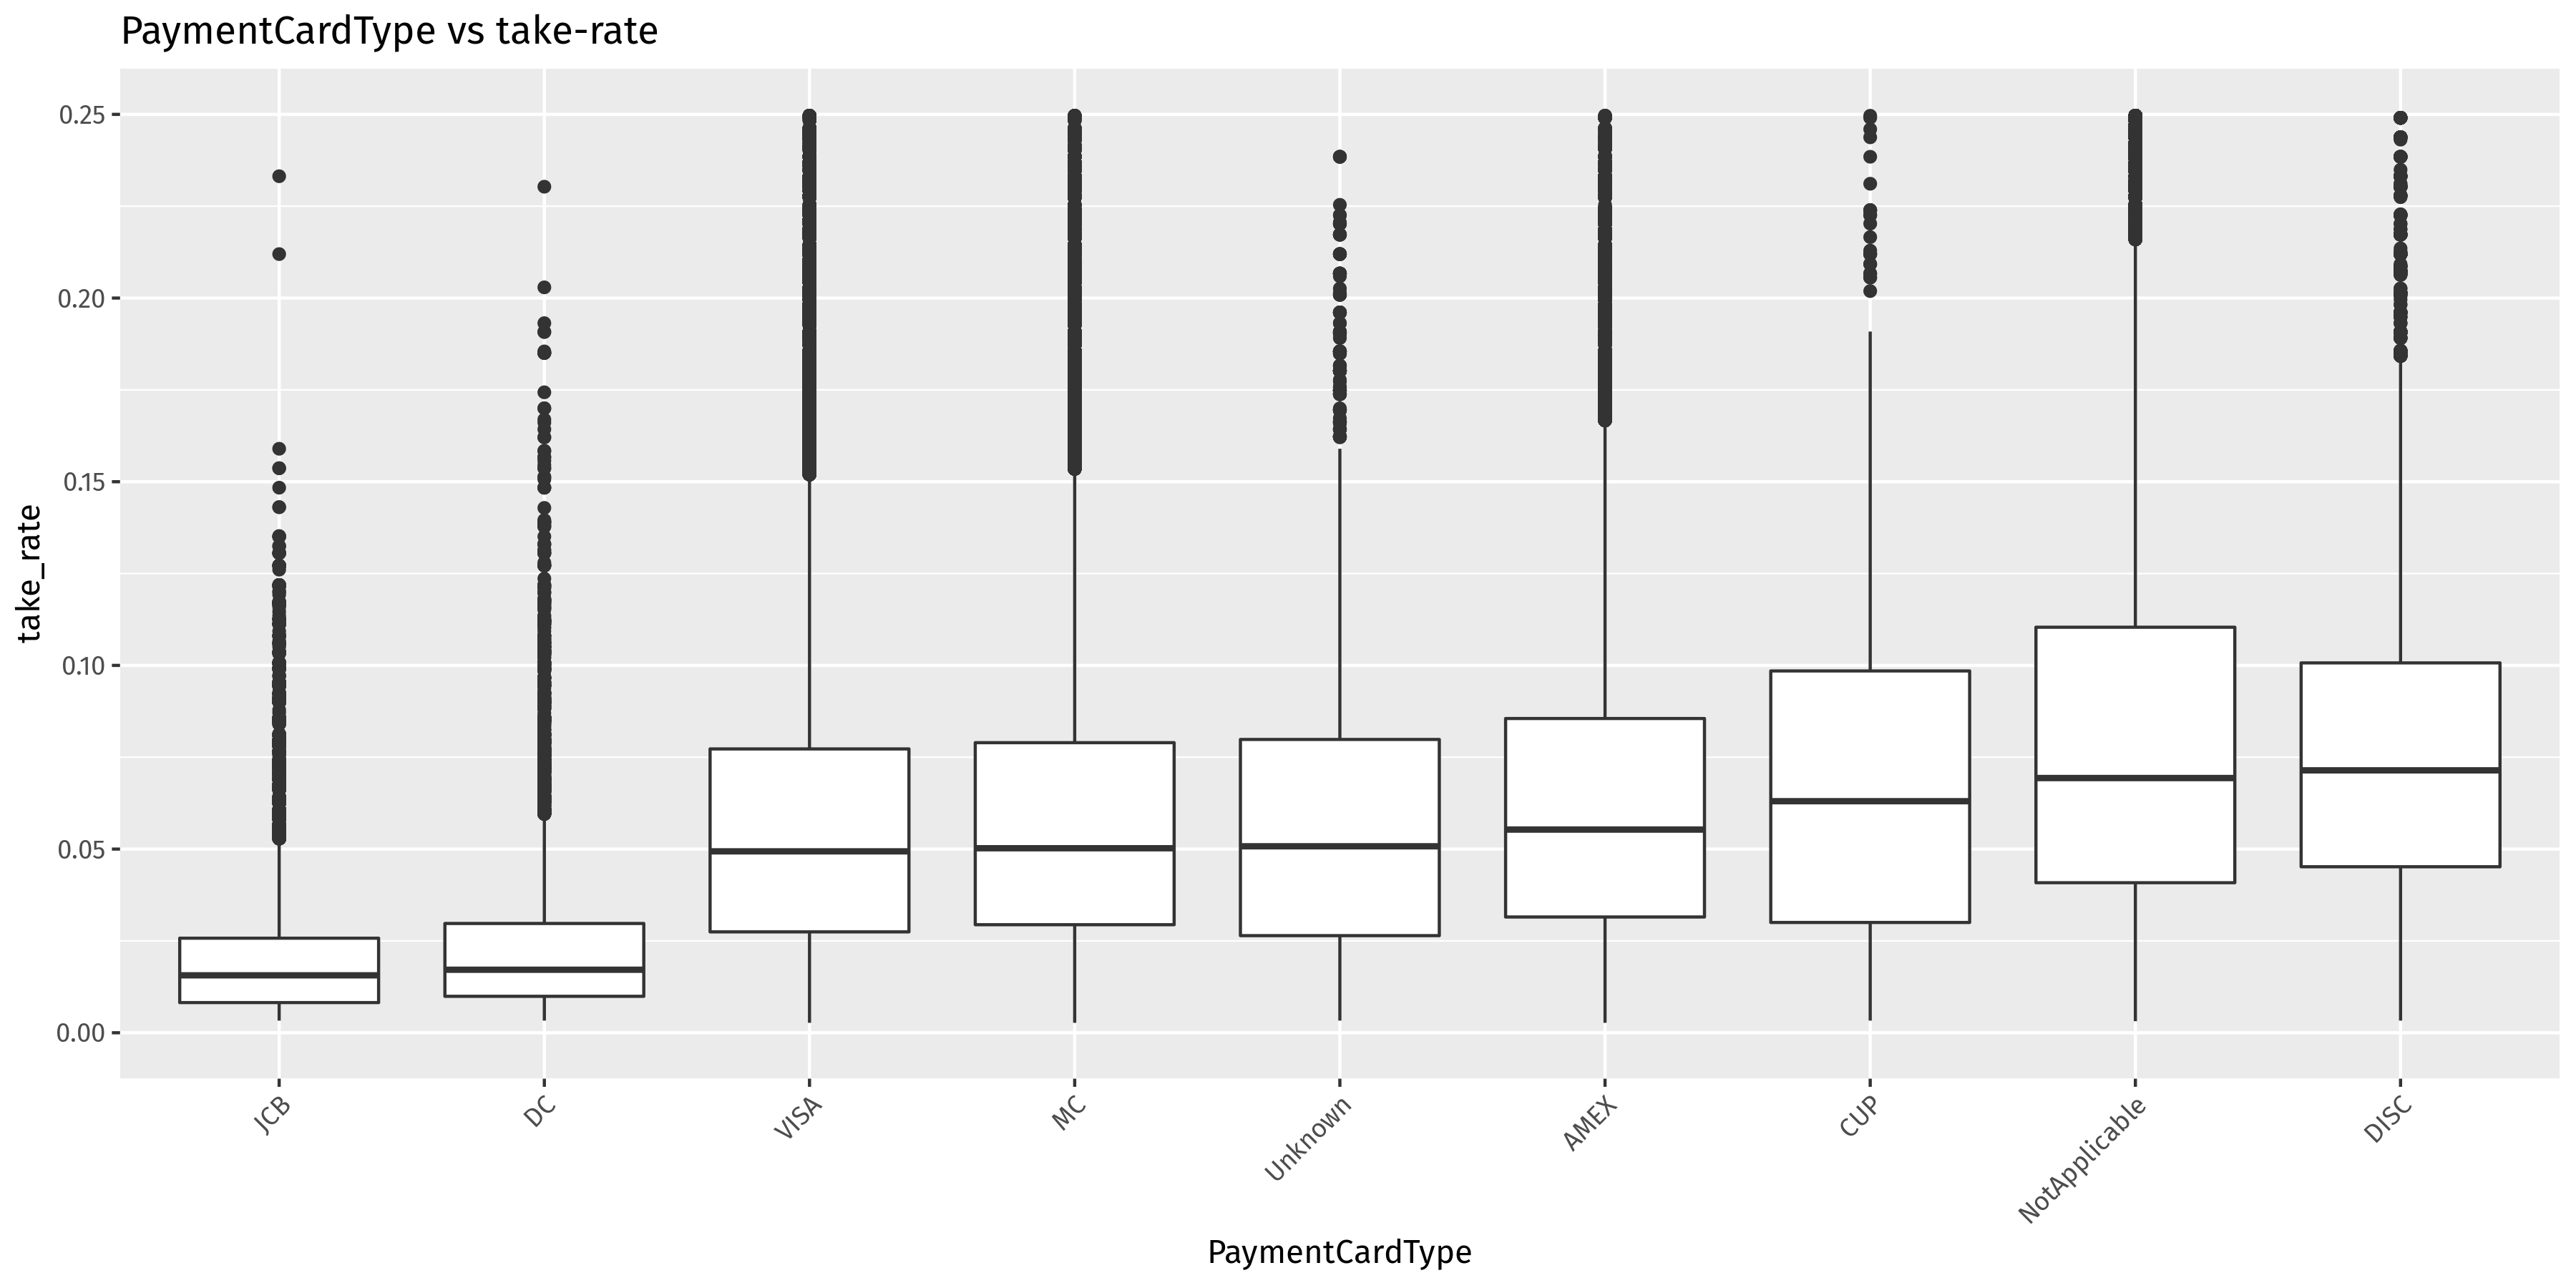 PaymentCardType vs take-rate
take_rate
0.25
0.20
0.15
0.10
0.05
0.00
JCB
DC
VISA
MC
Unknown
AMEX
CUP
NotApplicable
DISC
PaymentCardType